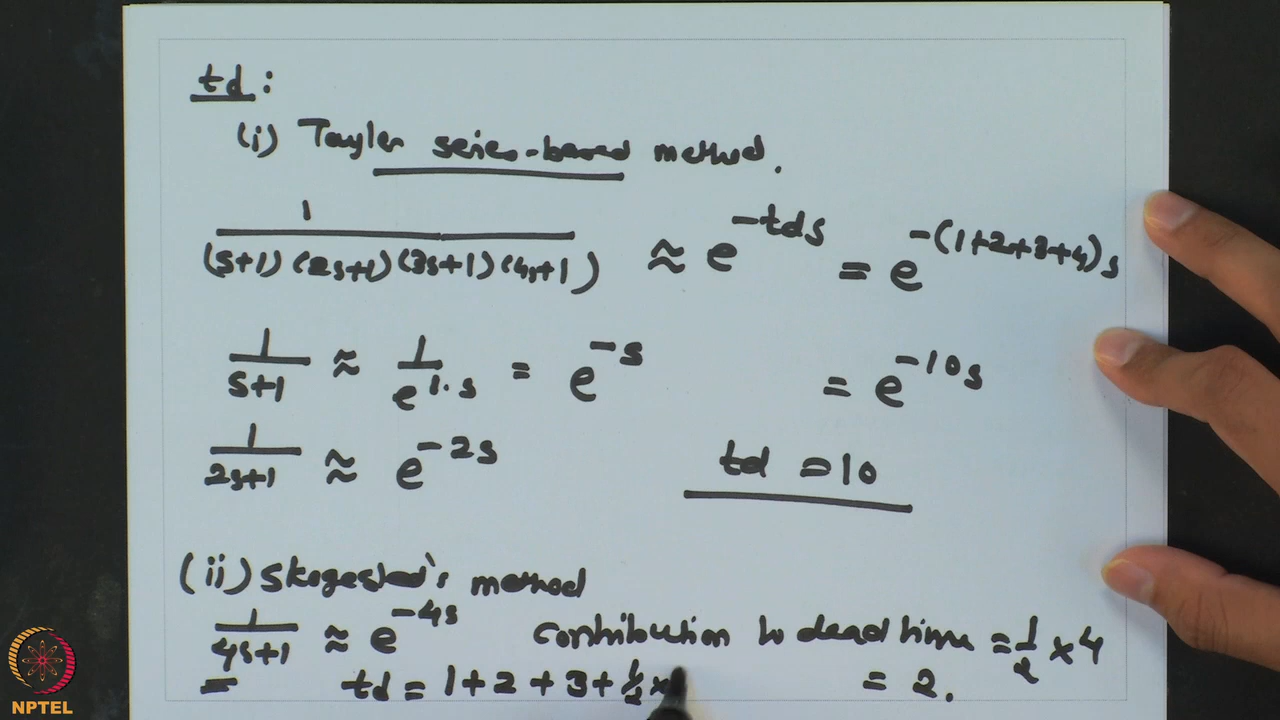 td:
(i) Tayler series-based method.
1 / (s+1)(2s+1)(3s+1)(4s+1) ≈ e^{-tds} = e^{-(1+2+3+4)s}
1 / s+1 ≈ 1 / e^{1.s} = e^{-s}
= e^{-10s}
1 / 2s+1 ≈ e^{-2s}
td = 10
(ii) Skogestad's method
1 / 4s+1 ≈ e^{-4s} contribution to dead time = 1/2 × 4
td = 1+2+3+ 1/2 ×
= 2.
NPTEL